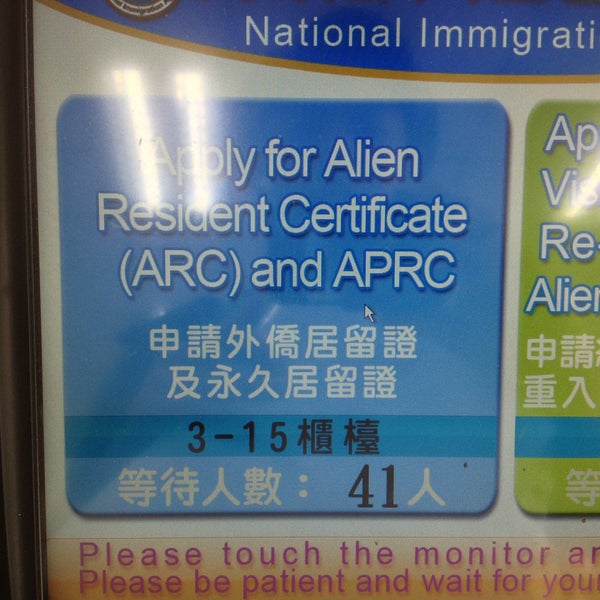 National Immigrati
Apply for Alien
Resident Certificate
(ARC) and APRC
申請外僑居留證
及永久居留證
3-15櫃檯
等待人數： 41人
Ap
Vis
Re-
Alien
申請
重入
等
Please touch the monitor an
Please be patient and wait for your